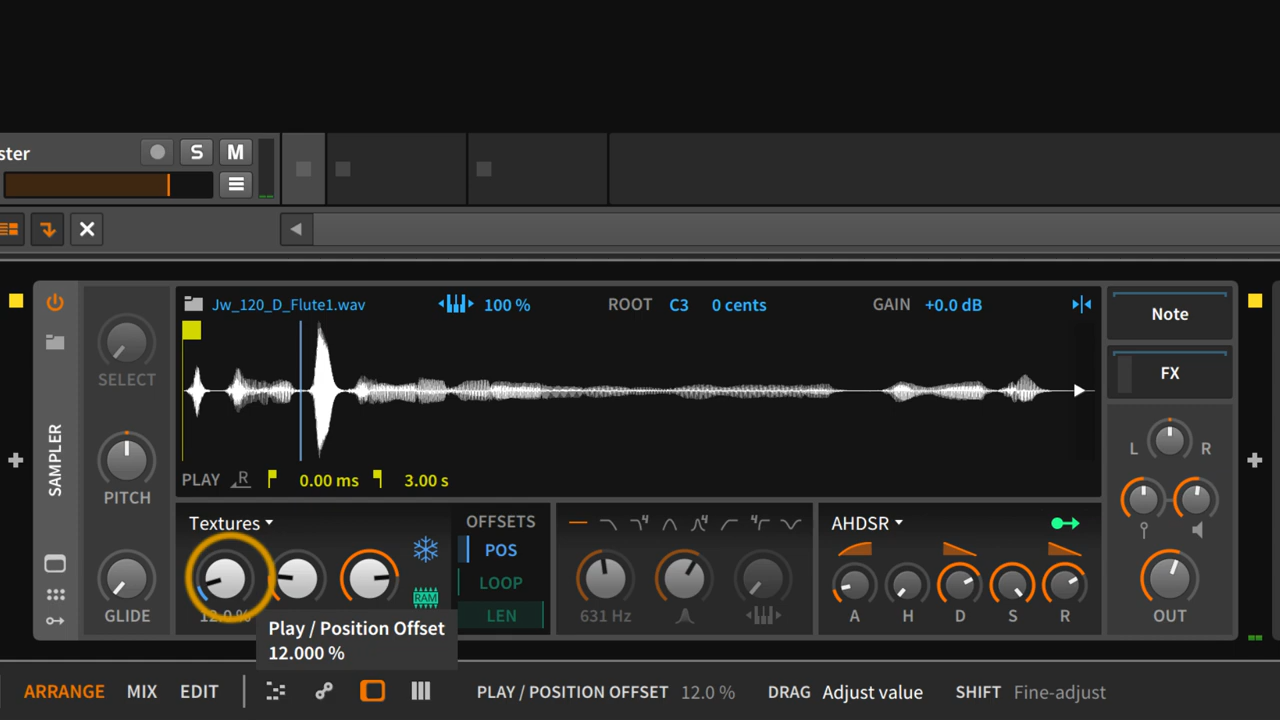 ster
S
M
Jw_120_D_Flute1.wav
100 %
ROOT
C3
0 cents
GAIN
+0.0 dB
Note
SELECT
FX
SAMPLER
L
R
PITCH
PLAY
R
0.00 ms
3.00 s
Textures
OFFSETS
AHDSR
POS
RAM
LOOP
GLIDE
12.0 %
LEN
631 Hz
A
H
D
S
R
OUT
Play / Position Offset
12.000 %
ARRANGE
MIX
EDIT
PLAY / POSITION OFFSET
12.0 %
DRAG
Adjust value
SHIFT
Fine-adjust